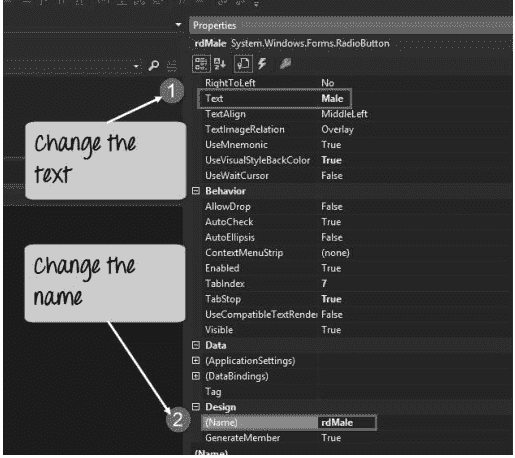 Properties
rdMale System.Windows.Forms.RadioButton
RightToLeft No
1
Text Male
TextAlign MiddleLeft
TextImageRelation Overlay
Change the
text
UseMnemonic True
UseVisualStyleBackColor True
UseWaitCursor False
Behavior
AllowDrop False
AutoCheck True
AutoEllipsis False
ContextMenuStrip (none)
Change the
name
Enabled True
TabIndex 7
TabStop True
UseCompatibleTextRende False
Visible True
Data
(ApplicationSettings)
(DataBindings)
Tag
Design
2
(Name) rdMale
GenerateMember True
(Name)